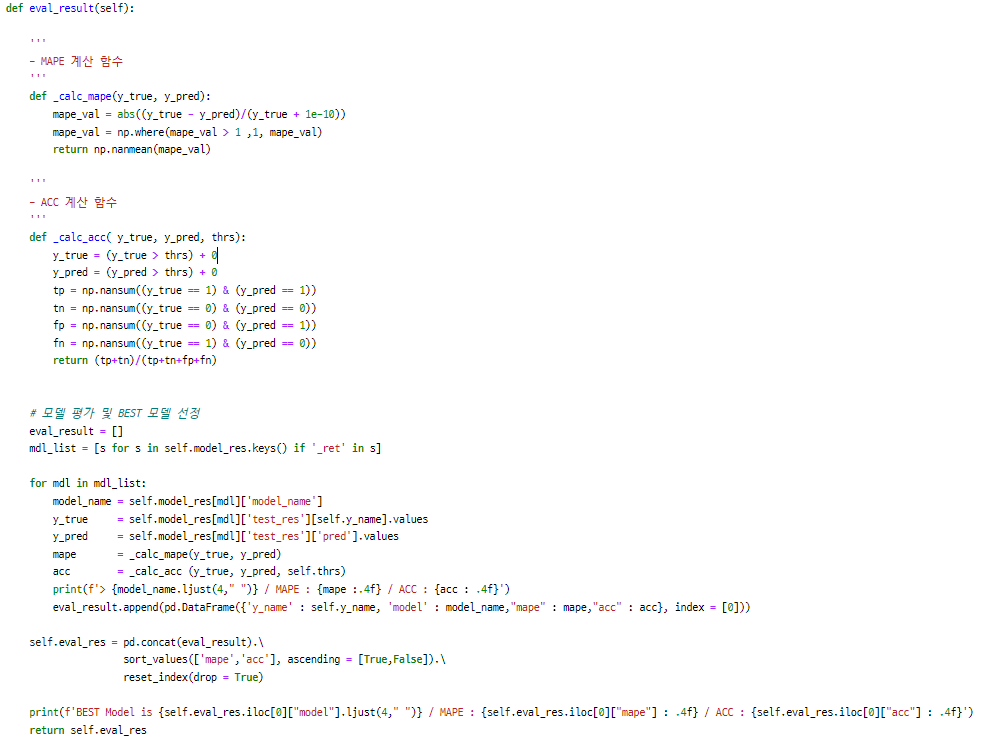 def eval_result(self):
'''
- MAPE 계산 함수
'''
def _calc_mape(y_true, y_pred):
mape_val = abs((y_true - y_pred)/(y_true + 1e-10))
mape_val = np.where(mape_val > 1 ,1, mape_val)
return np.nanmean(mape_val)
'''
- ACC 계산 함수
'''
def _calc_acc( y_true, y_pred, thrs):
y_true = (y_true > thrs) + 0
y_pred = (y_pred > thrs) + 0
tp = np.nansum((y_true == 1) & (y_pred == 1))
tn = np.nansum((y_true == 0) & (y_pred == 0))
fp = np.nansum((y_true == 0) & (y_pred == 1))
fn = np.nansum((y_true == 1) & (y_pred == 0))
return (tp+tn)/(tp+tn+fp+fn)
# 모델 평가 및 BEST 모델 선정
eval_result = []
mdl_list = [s for s in self.model_res.keys() if '_ret' in s]
for mdl in mdl_list:
model_name = self.model_res[mdl]['model_name']
y_true     = self.model_res[mdl]['test_res'][self.y_name].values
y_pred     = self.model_res[mdl]['test_res']['pred'].values
mape       = _calc_mape(y_true, y_pred)
acc        = _calc_acc (y_true, y_pred, self.thrs)
print(f'> {model_name.ljust(4," ")} / MAPE : {mape :.4f} / ACC : {acc : .4f}')
eval_result.append(pd.DataFrame({'y_name' : self.y_name, 'model' : model_name,"mape" : mape,"acc" : acc}, index = [0]))
self.eval_res = pd.concat(eval_result).\
sort_values(['mape','acc'], ascending = [True,False]).\
reset_index(drop = True)
print(f'BEST Model is {self.eval_res.iloc[0]["model"].ljust(4," ")} / MAPE : {self.eval_res.iloc[0]["mape"] : .4f} / ACC : {self.eval_res.iloc[0]["acc"] : .4f}')
return self.eval_res